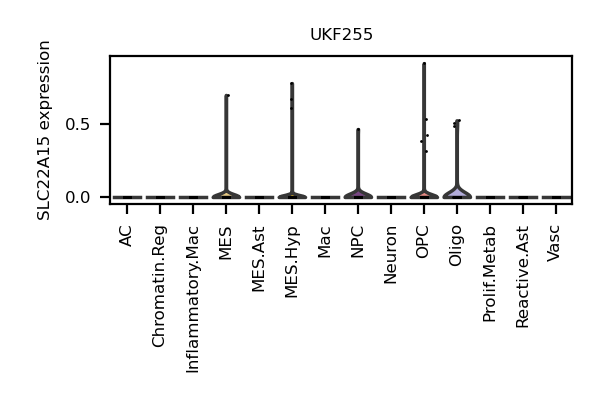 UKF255
SLC22A15 expression
0.5
0.0
AC
Chromatin.Reg
Inflammatory.Mac
MES
MES.Ast
MES.Hyp
Mac
NPC
Neuron
OPC
Oligo
Prolif.Metab
Reactive.Ast
Vasc